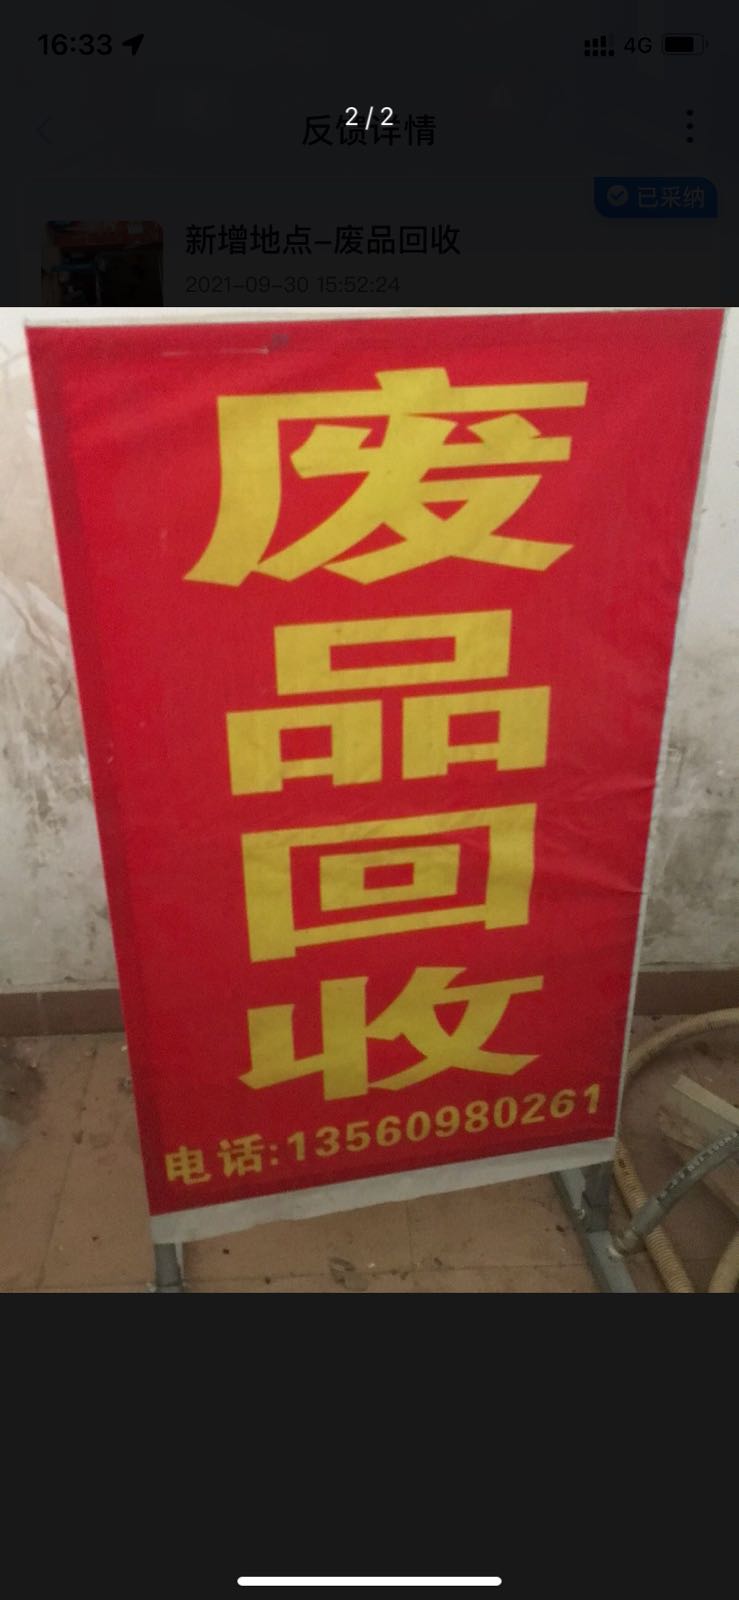 16:33
4G
2/2
反馈详情
已采纳
新增地点-废品回收
2021-09-30 15:52:24
废
品
回
收
电话:13560980261